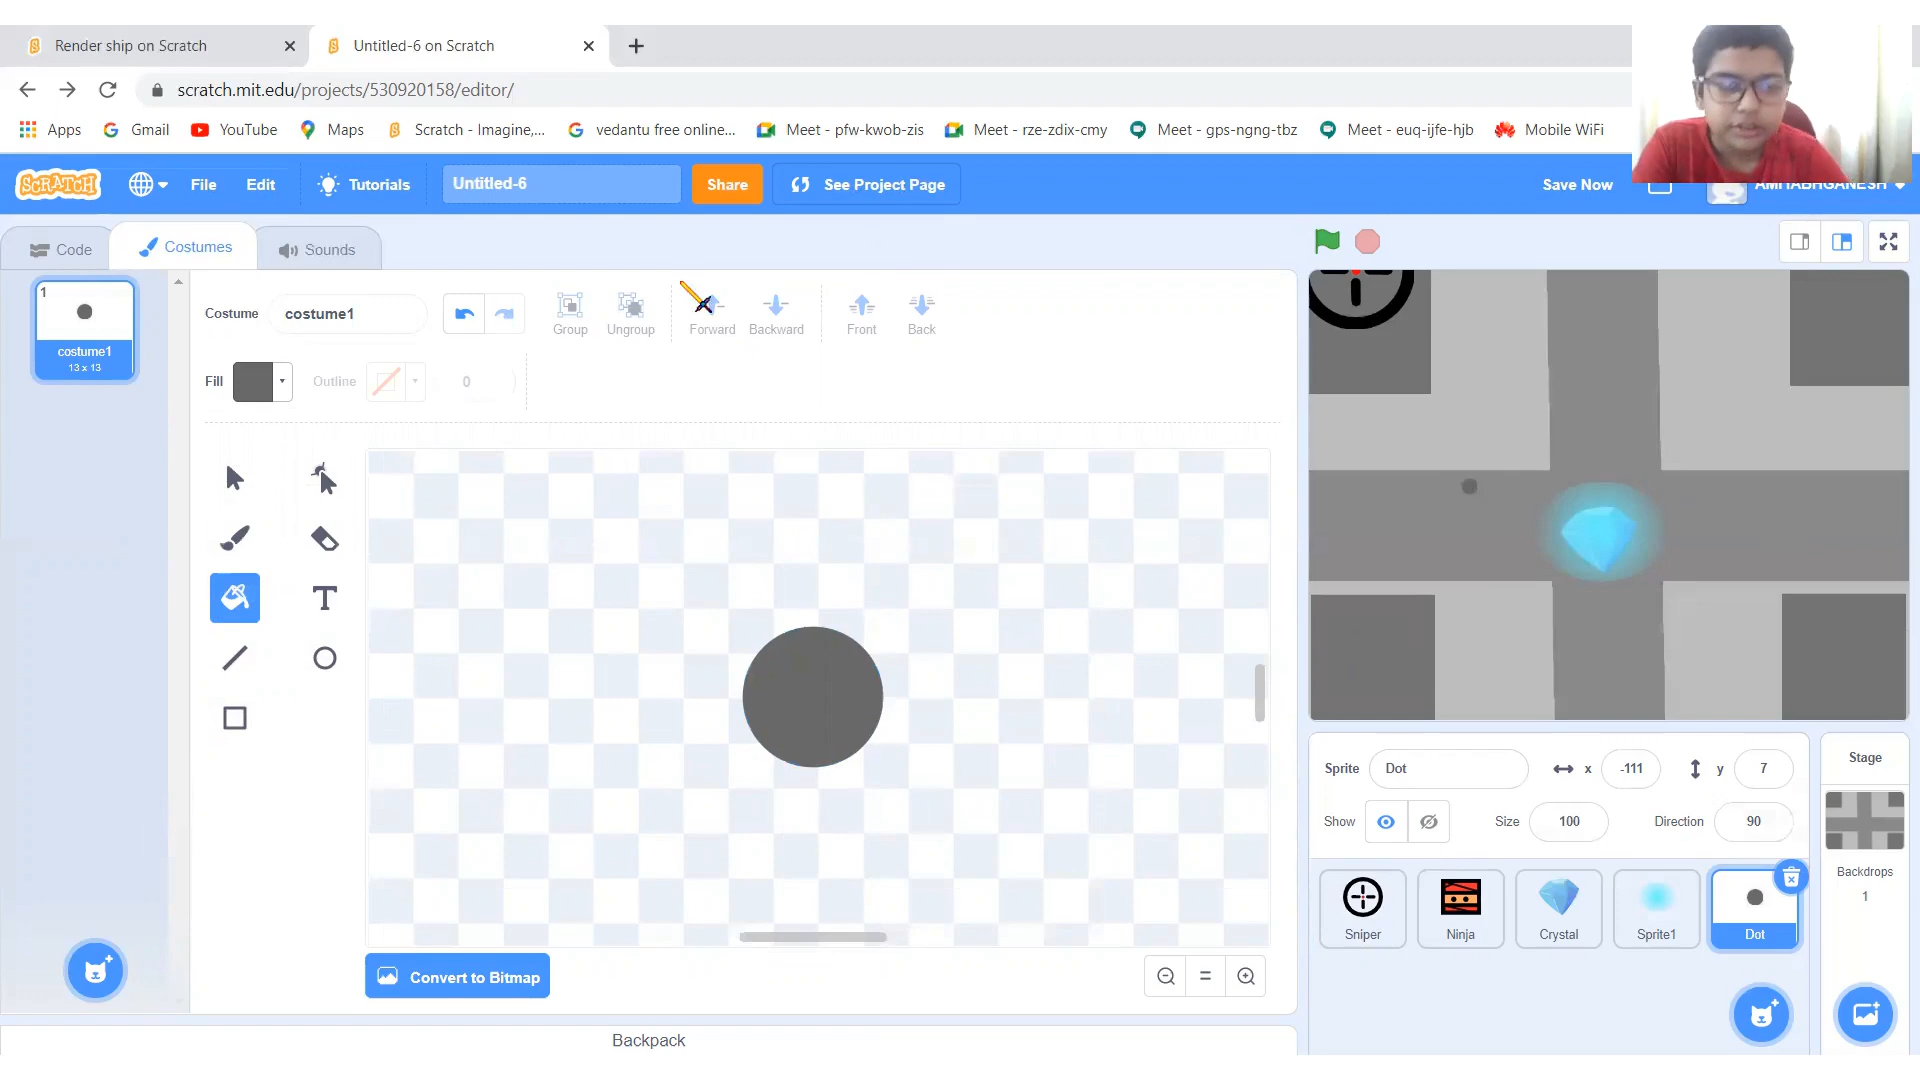 Render ship on Scratch
Untitled-6 on Scratch
scratch.mit.edu/projects/530920158/editor/
Apps
Gmail
YouTube
Maps
Scratch - Imagine,...
vedantu free online...
Meet - pfw-kwob-zis
Meet - rze-zdix-cmy
Meet - gps-ngng-tbz
Meet - euq-ijfe-hjb
Mobile WiFi
SCRATCH
File
Edit
Tutorials
Untitled-6
Share
See Project Page
Save Now
AMITABHGANESH
Code
Costumes
Sounds
1
costume1
13 x 13
Costume
costume1
Group
Ungroup
Forward
Backward
Front
Back
Fill
Outline
0
T
Convert to Bitmap
Backpack
Sprite
Dot
x
-111
y
7
Show
Size
100
Direction
90
Sniper
Ninja
Crystal
Sprite1
Dot
Stage
Backdrops
1